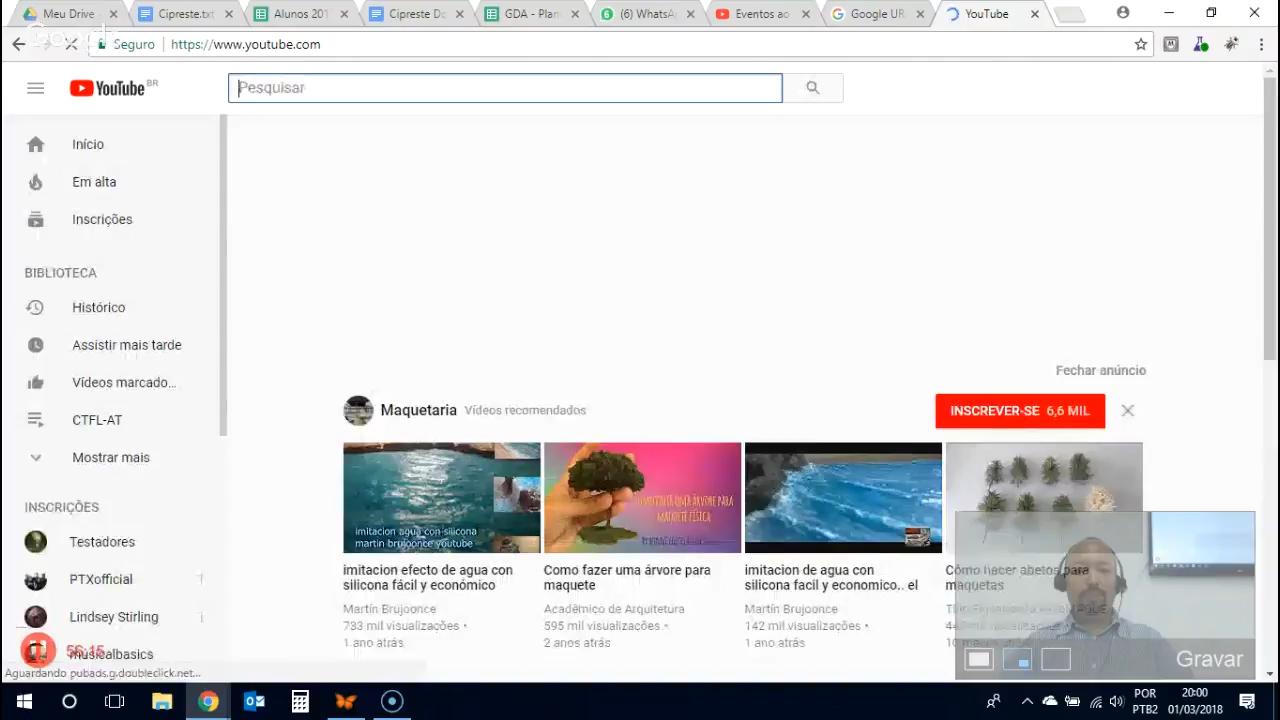 Meu Drive
Cipreste.txt
Alunos 201
Cipreste Do
GDA - Plani
(6) WhatsA
Eventos ao
Google UR
YouTube
Seguro
https://www.youtube.com
YouTube BR
Pesquisar
Início
Em alta
Inscrições
BIBLIOTECA
Histórico
Assistir mais tarde
Vídeos marcado...
CTFL-AT
Mostrar mais
INSCRIÇÕES
Testadores
PTXofficial
Lindsey Stirling
musicalbasics
56:15
Aguardando pubads.g.doubleclick.net...
Fechar anúncio
Maquetaria
Vídeos recomendados
INSCREVER-SE 6,6 MIL
imitacion agua con silicona
martin brujoonce youtube
imitacion efecto de agua con
silicona fácil y económico
Martín Brujoonce
733 mil visualizações •
1 ano atrás
Como fazer uma árvore para
maquete
Acadêmico de Arquitetura
595 mil visualizações •
2 anos atrás
imitacion de agua con
silicona facil y economico.. el
Martín Brujoonce
142 mil visualizações •
1 ano atrás
Cómo hacer abetos para
maquetas
Gravar
POR
PTB2
20:00
01/03/2018